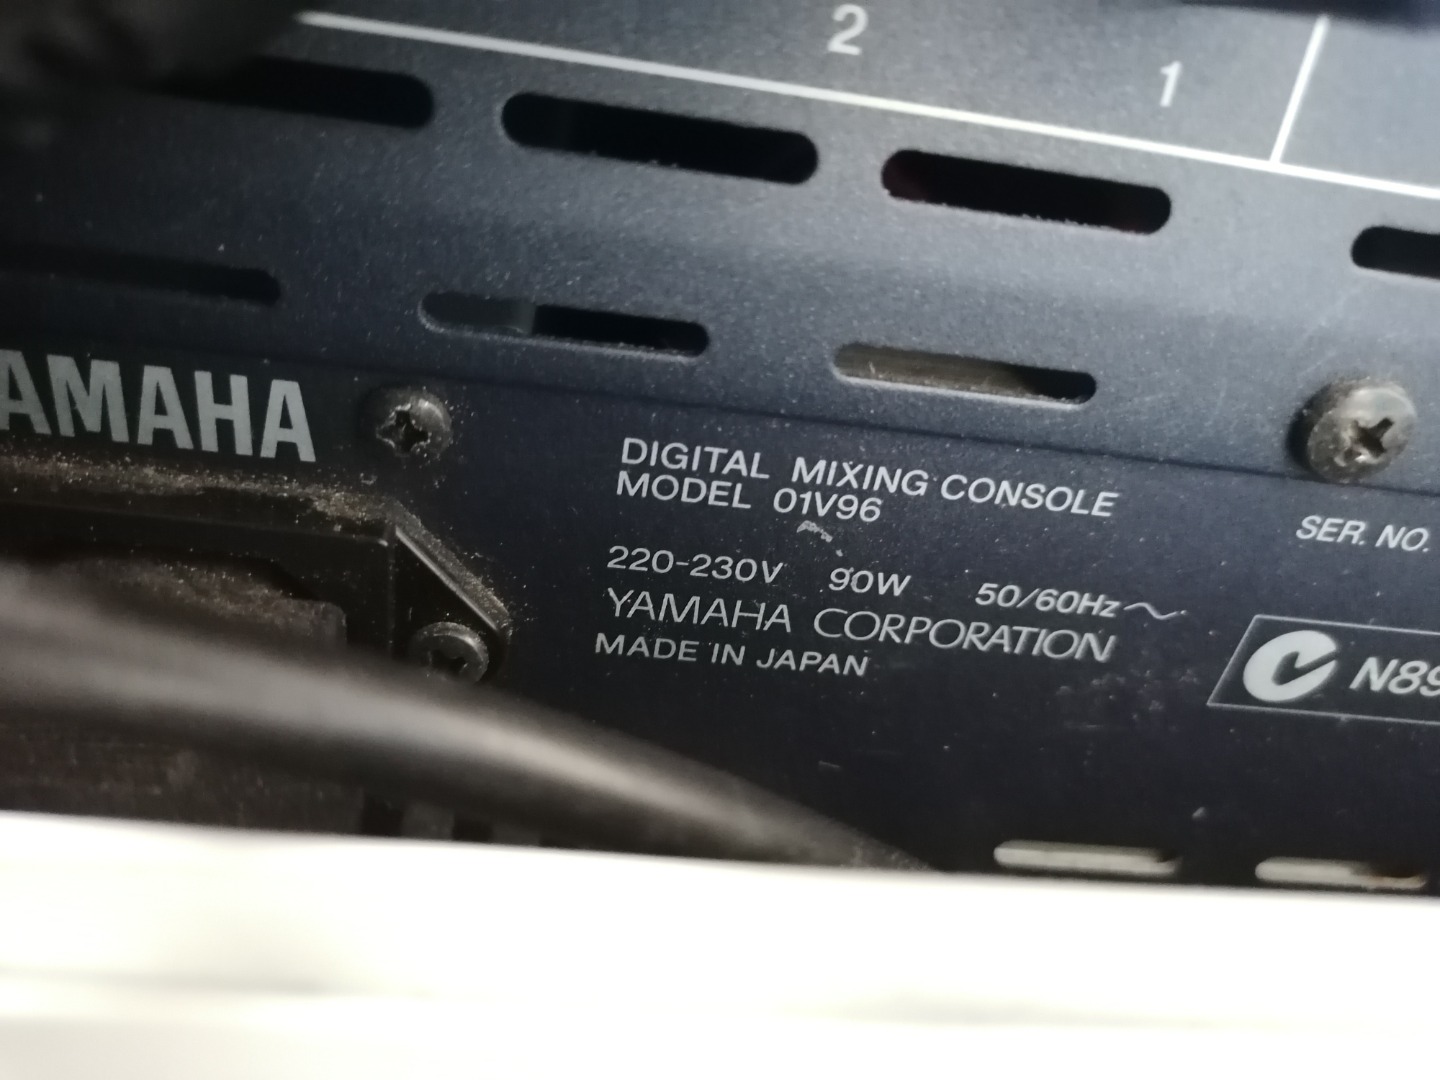 2
1
YAMAHA
DIGITAL MIXING CONSOLE
MODEL 01V96
SER. NO.
220-230V 90W 50/60Hz~
YAMAHA CORPORATION
MADE IN JAPAN
N89